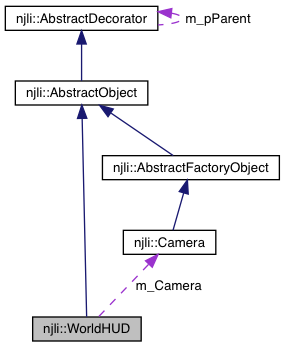 njli::AbstractDecorator
m_pParent
njli::AbstractObject
njli::AbstractFactoryObject
njli::Camera
m_Camera
njli::WorldHUD